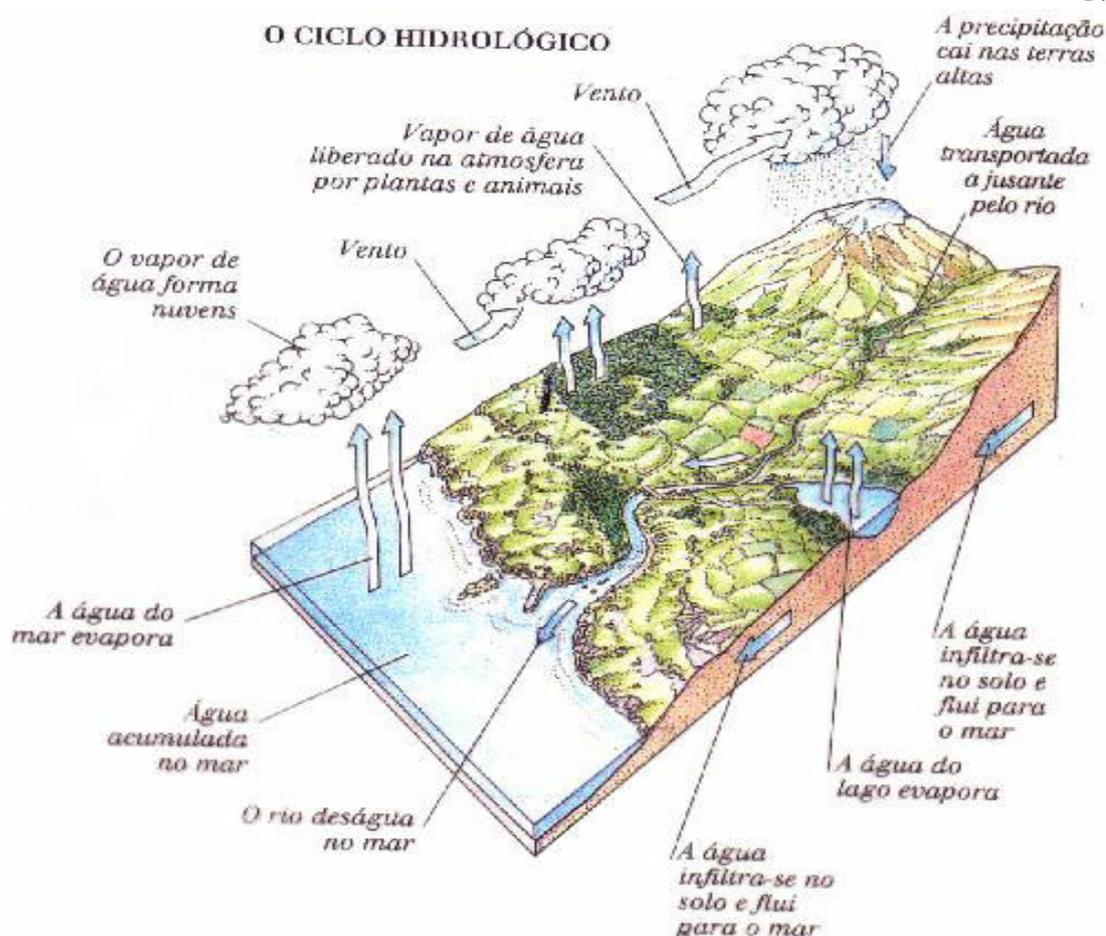 O CICLO HIDROLÓGICO
A precipitação
cai nas terras
altas
Vento
Vapor de água
liberado na atmosfera
por plantas e animais
Água
transportada
a jusante
pelo rio
O vapor de
água forma
nuvens
Vento
A água do
mar evapora
Água
acumulada
no mar
O rio deságua
no mar
A água
infiltra-se no
solo e flui
para o mar
A água do
lago evapora
A água
infiltra-se
no solo e
flui para
o mar